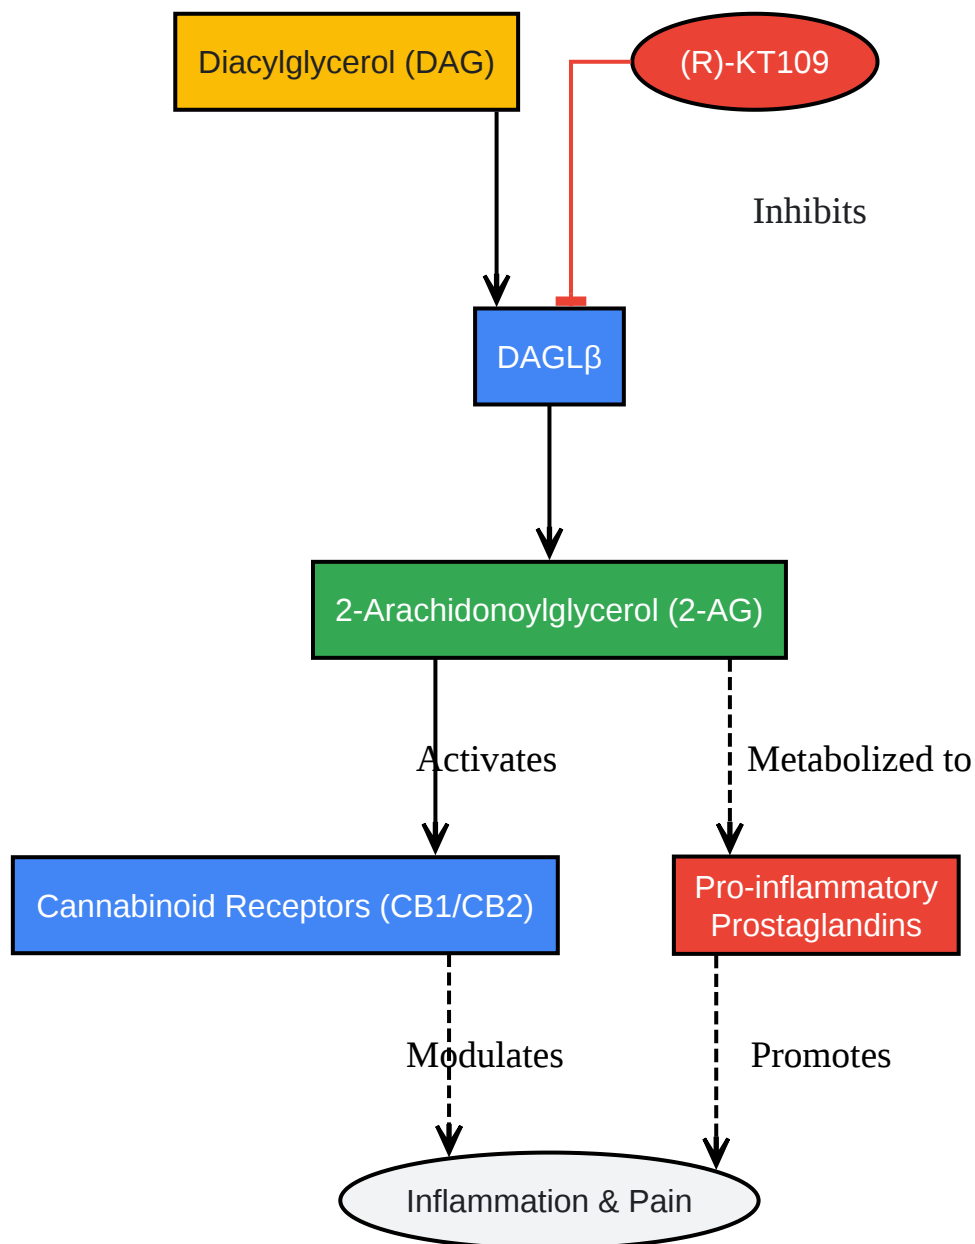 Diacylglycerol (DAG)
(R)-KT109
Inhibits
DAGLβ
2-Arachidonoylglycerol (2-AG)
Activates
Metabolized to
Cannabinoid Receptors (CB1/CB2)
Pro-inflammatory
Prostaglandins
Modulates
Promotes
Inflammation & Pain